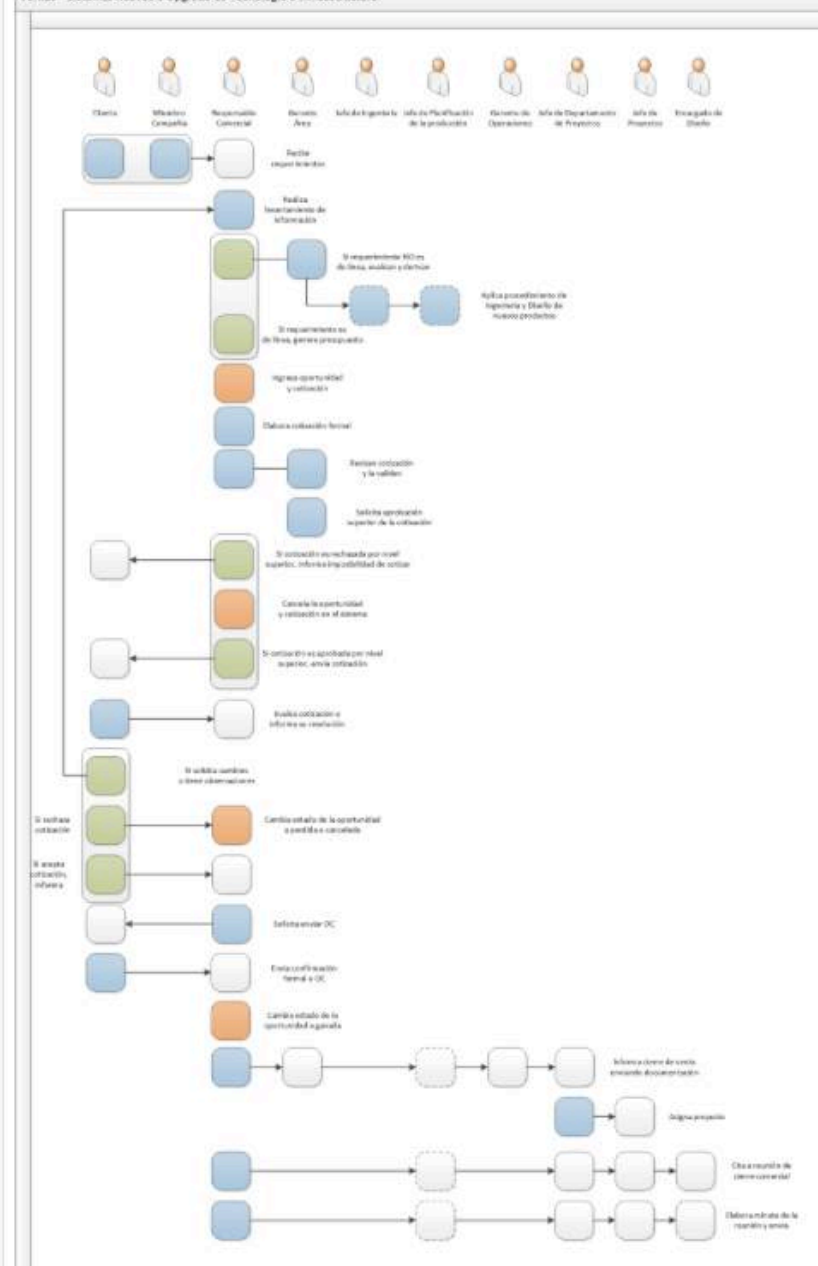 Cliente
Miembro
Compañía
Responsable
Comercial
Gerente
Área
Jefe de Ingeniería
Jefe de Planificación
de la producción
Gerente de
Operaciones
Jefe de Departamento
de Proyectos
Jefe de
Proyectos
Encargado de
Diseño
Recibe
requerimientos
Realiza
levantamiento de
información
Si requerimiento NO es
de línea, evalúan y derivan
Aplica procedimiento de
Ingeniería y Diseño de
nuevos productos
Si requerimiento es
de línea, genera presupuesto
Ingresa oportunidad
y cotización
Elabora cotización formal
Revisan cotización
y la validan
Solicita aprobación
superior de la cotización
Si cotización es rechazada por nivel
superior, informa imposibilidad de cotizar
Cancela la oportunidad
y cotización en el sistema
Si cotización es aprobada por nivel
superior, envía cotización
Evalúa cotización e
informa su resolución
Si solicita cambios
o tiene observaciones
Si rechaza
cotización
Cambia estado de la oportunidad
a perdida o cancelada
Si acepta
cotización,
informa
Solicita enviar OC
Envía confirmación
formal u OC
Cambia estado de la
oportunidad a ganada
Informa cierre de venta
enviando documentación
Asigna proyecto
Cita a reunión de
cierre comercial
Elabora minuta de la
reunión y envía